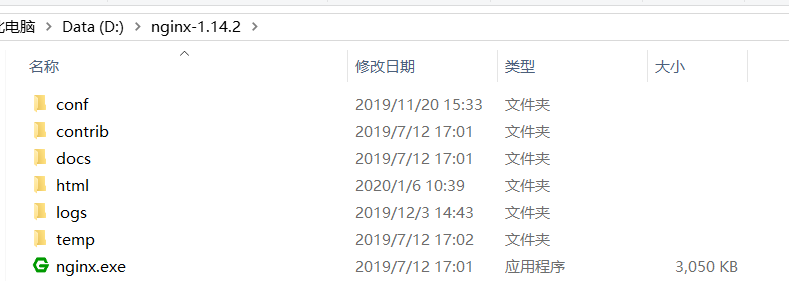 电脑 > Data (D:) > nginx-1.14.2 >
名称 修改日期 类型 大小
conf 2019/11/20 15:33 文件夹
contrib 2019/7/12 17:01 文件夹
docs 2019/7/12 17:01 文件夹
html 2020/1/6 10:39 文件夹
logs 2019/12/3 14:43 文件夹
temp 2019/7/12 17:02 文件夹
nginx.exe 2019/7/12 17:01 应用程序 3,050 KB